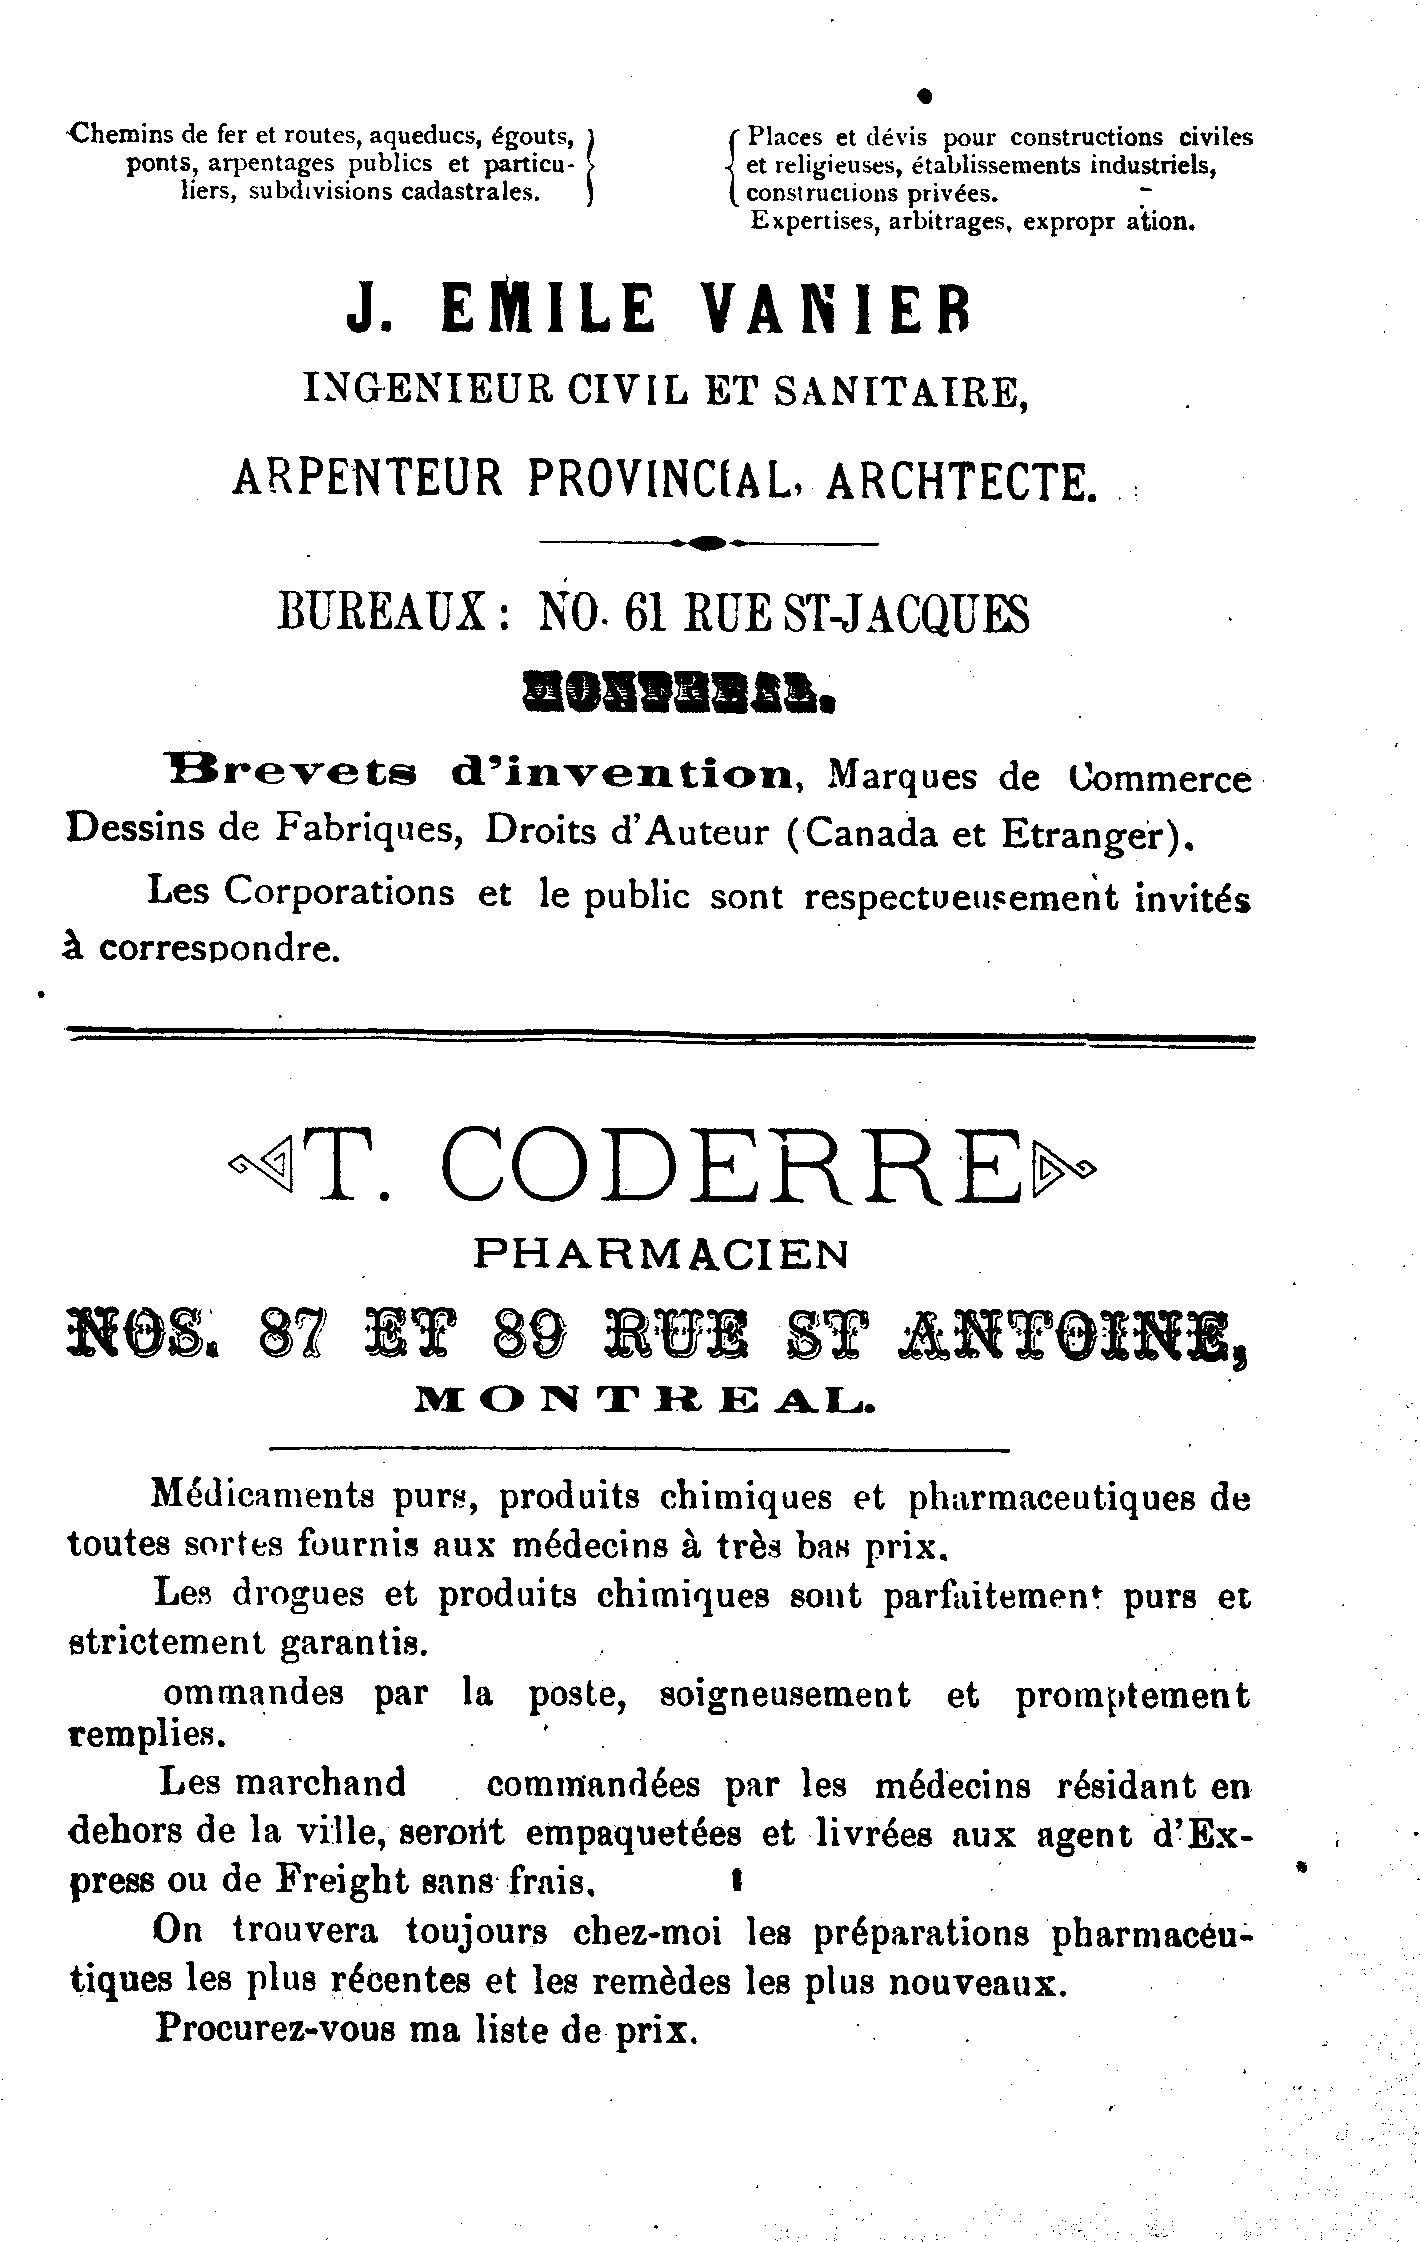 Chemins de fer et routes, aqueducs, égouts,
ponts, arpentages publics et particu-
liers, subdivisions cadastrales.
Places et dévis pour constructions civiles
et religieuses, établissements industriels,
constructions privées.
Expertises, arbitrages, expropr ation.
J. EMILE VANIER
INGENIEUR CIVIL ET SANITAIRE,
ARPENTEUR PROVINCIAL, ARCHTECTE.
BUREAUX: NO. 61 RUE ST-JACQUES
MONTREAL.
Brevets d'invention, Marques de Commerce
Dessins de Fabriques, Droits d'Auteur (Canada et Etranger).
Les Corporations et le public sont respectueusement invités
à correspondre.
T. CODERRE
PHARMACIEN
NOS. 87 ET 89 RUE ST ANTOINE,
MONTREAL.
Médicaments purs, produits chimiques et pharmaceutiques de
toutes sortes fournis aux médecins à très bas prix.
Les drogues et produits chimiques sont parfaitement purs et
strictement garantis.
ommandes par la poste, soigneusement et promptement
remplies.
Les marchand commandées par les médecins résidant en
dehors de la ville, seront empaquetées et livrées aux agent d'Ex-
press ou de Freight sans frais.
On trouvera toujours chez-moi les préparations pharmacéu-
tiques les plus récentes et les remèdes les plus nouveaux.
Procurez-vous ma liste de prix.